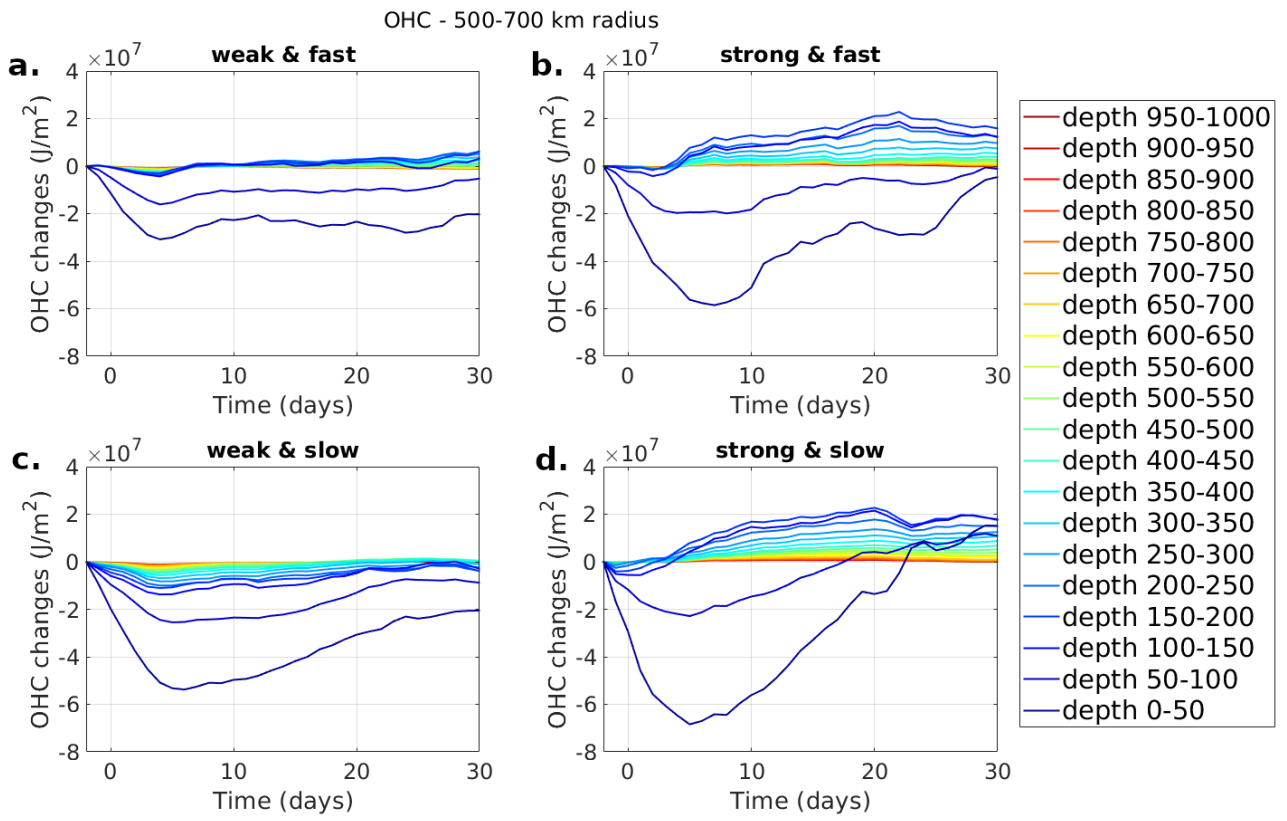 OHC - 500-700 km radius
a.
×10^7
weak & fast
OHC changes (J/m^2)
4
2
0
-2
-4
-6
-8
0
10
20
30
Time (days)
b.
×10^7
strong & fast
OHC changes (J/m^2)
4
2
0
-2
-4
-6
-8
0
10
20
30
Time (days)
c.
×10^7
weak & slow
OHC changes (J/m^2)
4
2
0
-2
-4
-6
-8
0
10
20
30
Time (days)
d.
×10^7
strong & slow
OHC changes (J/m^2)
4
2
0
-2
-4
-6
-8
0
10
20
30
Time (days)
depth 950-1000
depth 900-950
depth 850-900
depth 800-850
depth 750-800
depth 700-750
depth 650-700
depth 600-650
depth 550-600
depth 500-550
depth 450-500
depth 400-450
depth 350-400
depth 300-350
depth 250-300
depth 200-250
depth 150-200
depth 100-150
depth 50-100
depth 0-50